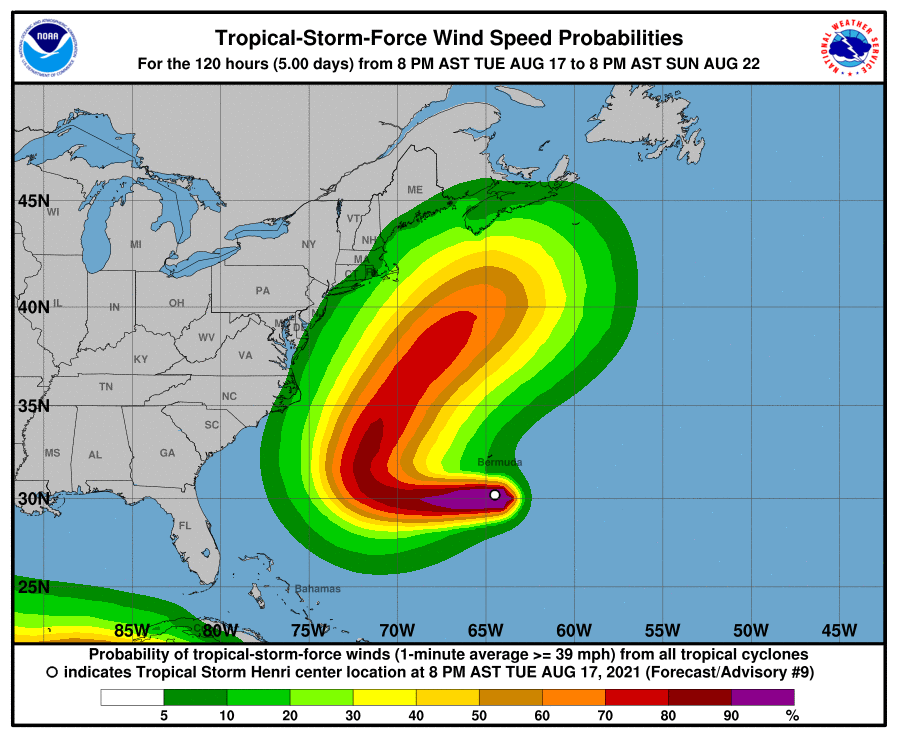 Tropical-Storm-Force Wind Speed Probabilities
For the 120 hours (5.00 days) from 8 PM AST TUE AUG 17 to 8 PM AST SUN AUG 22
NOAA
NATIONAL WEATHER SERVICE
45N
WI
ME
VT
MI
NY
NH
MA
CT
40N
IL
IN
OH
PA
DE
WV
KY
VA
TN
NC
35N
SC
MS
AL
GA
Bermuda
30N
FL
25N
Bahamas
85W 80W 75W 70W 65W 60W 55W 50W 45W
Probability of tropical-storm-force winds (1-minute average >= 39 mph) from all tropical cyclones
indicates Tropical Storm Henri center location at 8 PM AST TUE AUG 17, 2021 (Forecast/Advisory #9)
5 10 20 30 40 50 60 70 80 90 %